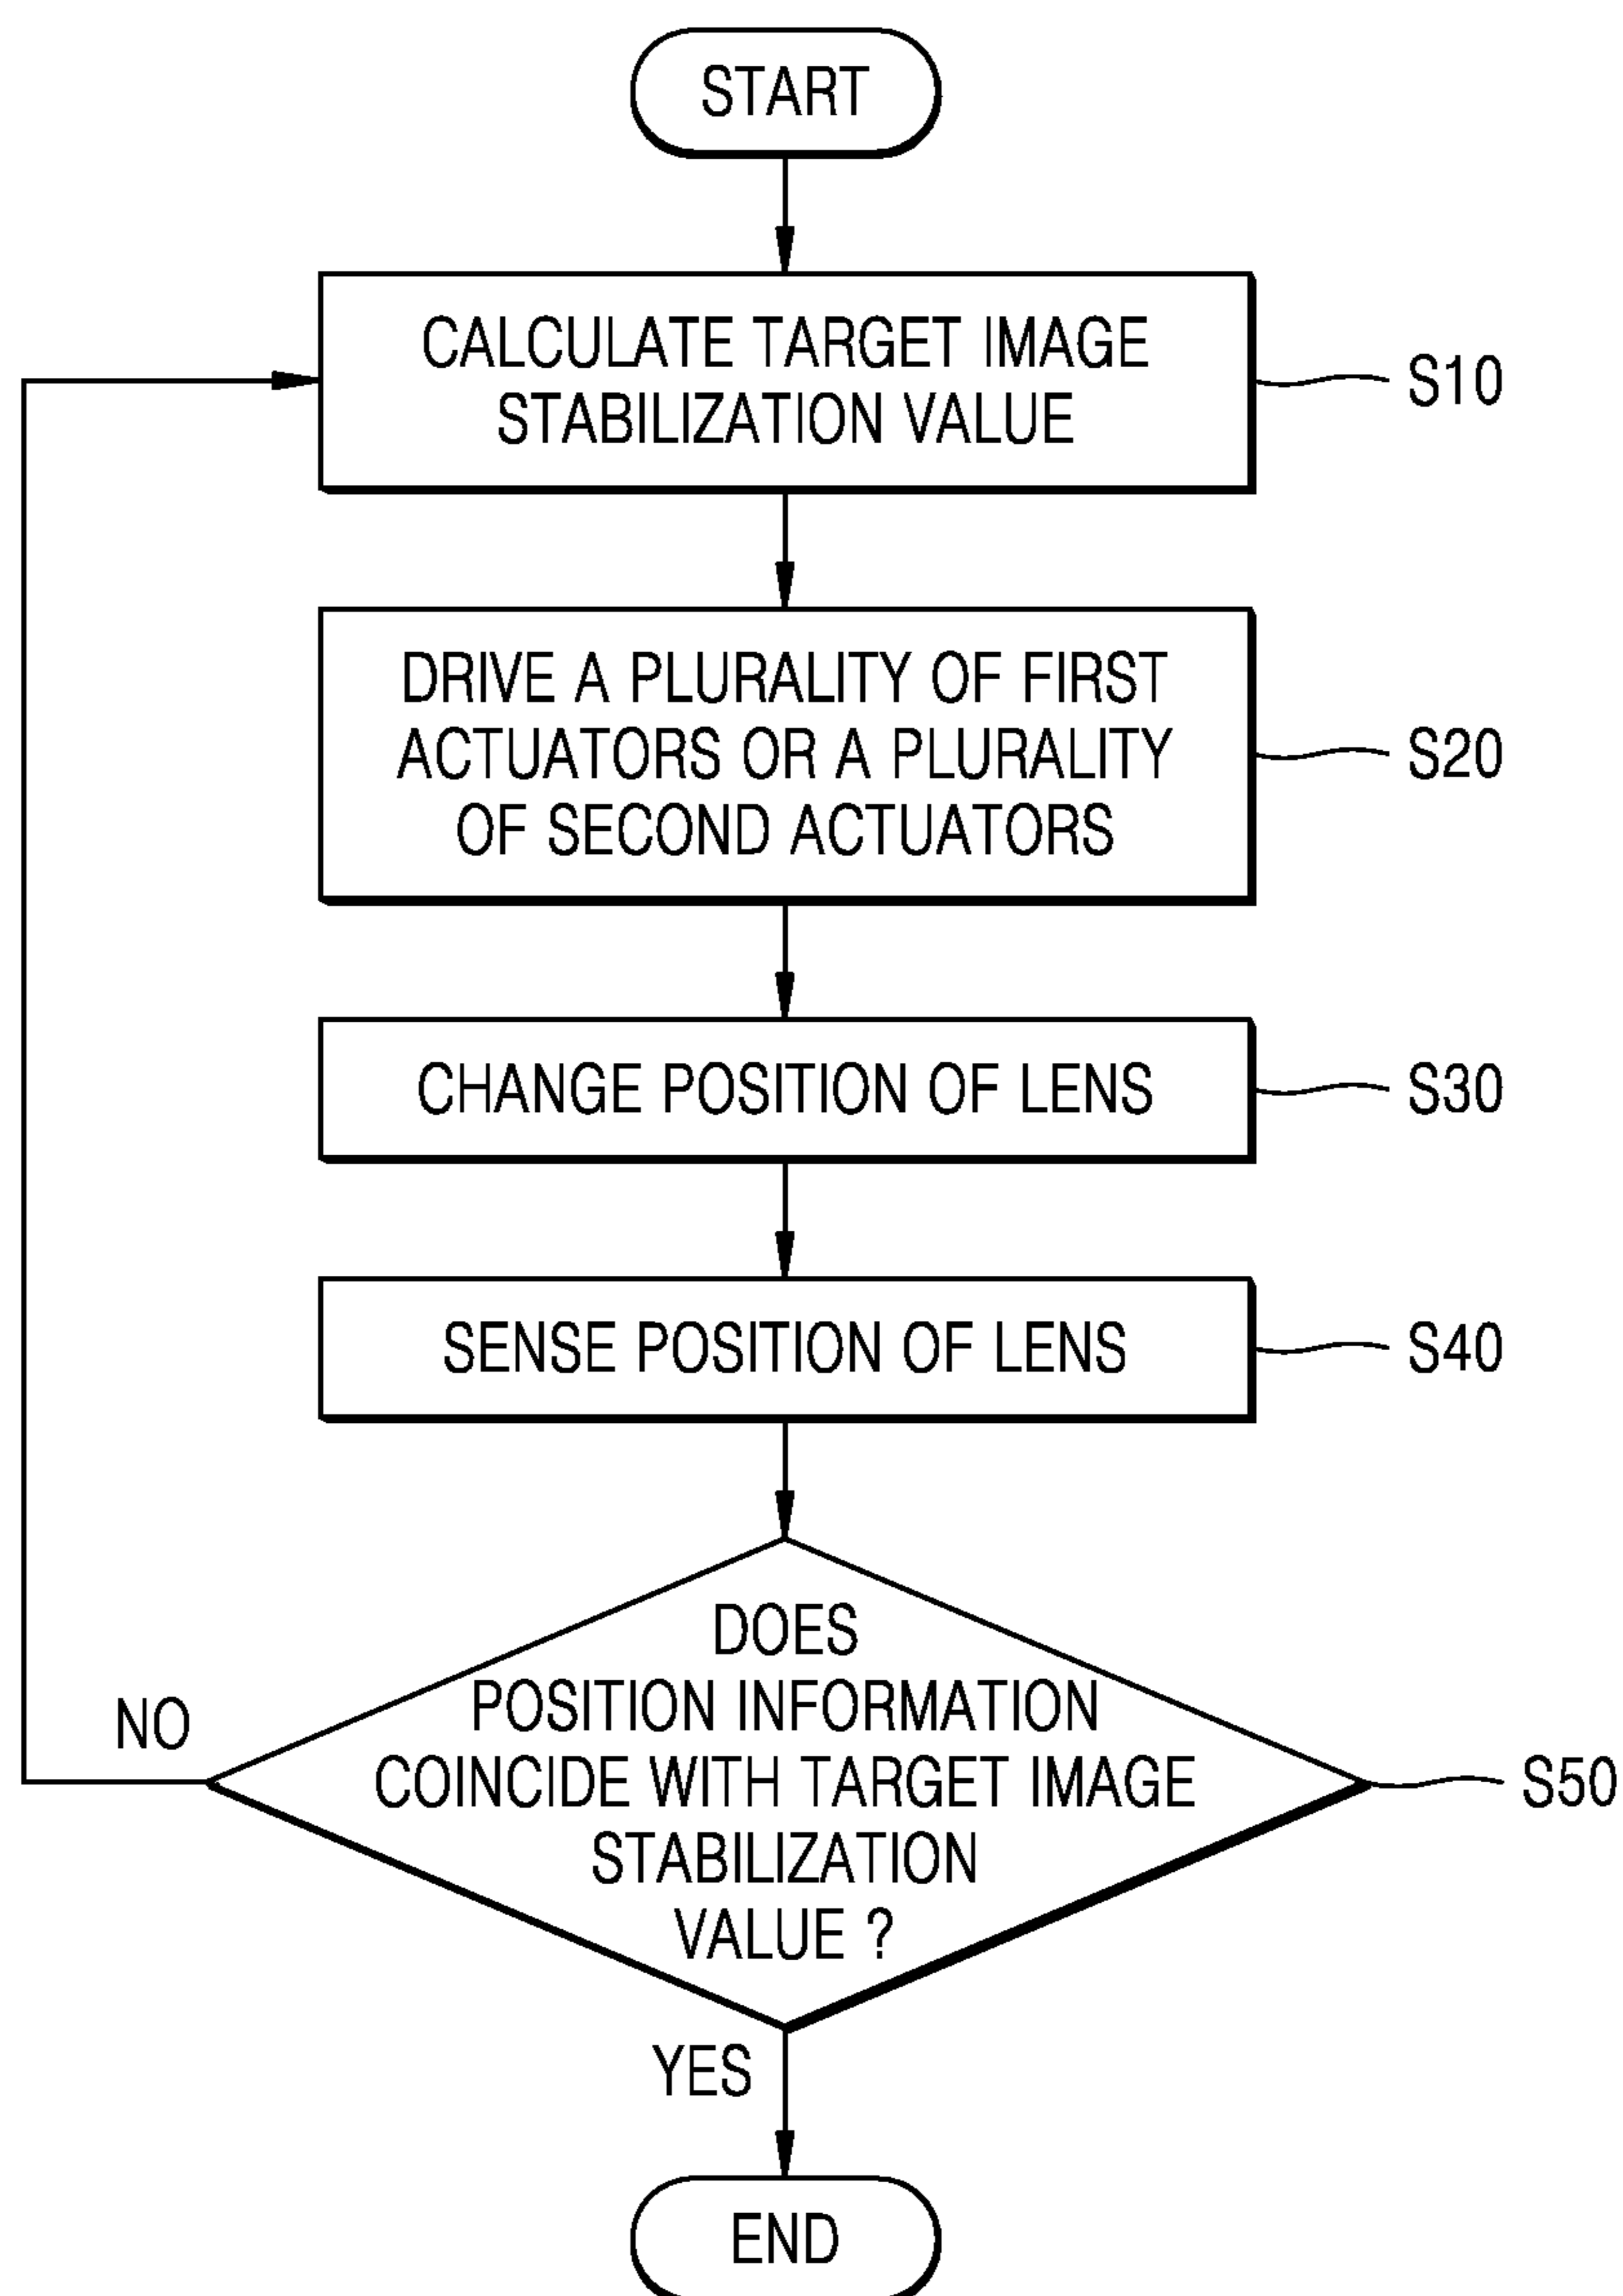 START
CALCULATE TARGET IMAGE
STABILIZATION VALUE
S10
DRIVE A PLURALITY OF FIRST
ACTUATORS OR A PLURALITY
OF SECOND ACTUATORS
S20
CHANGE POSITION OF LENS
S30
SENSE POSITION OF LENS
S40
DOES
POSITION INFORMATION
COINCIDE WITH TARGET IMAGE
STABILIZATION
VALUE ?
S50
NO
YES
END